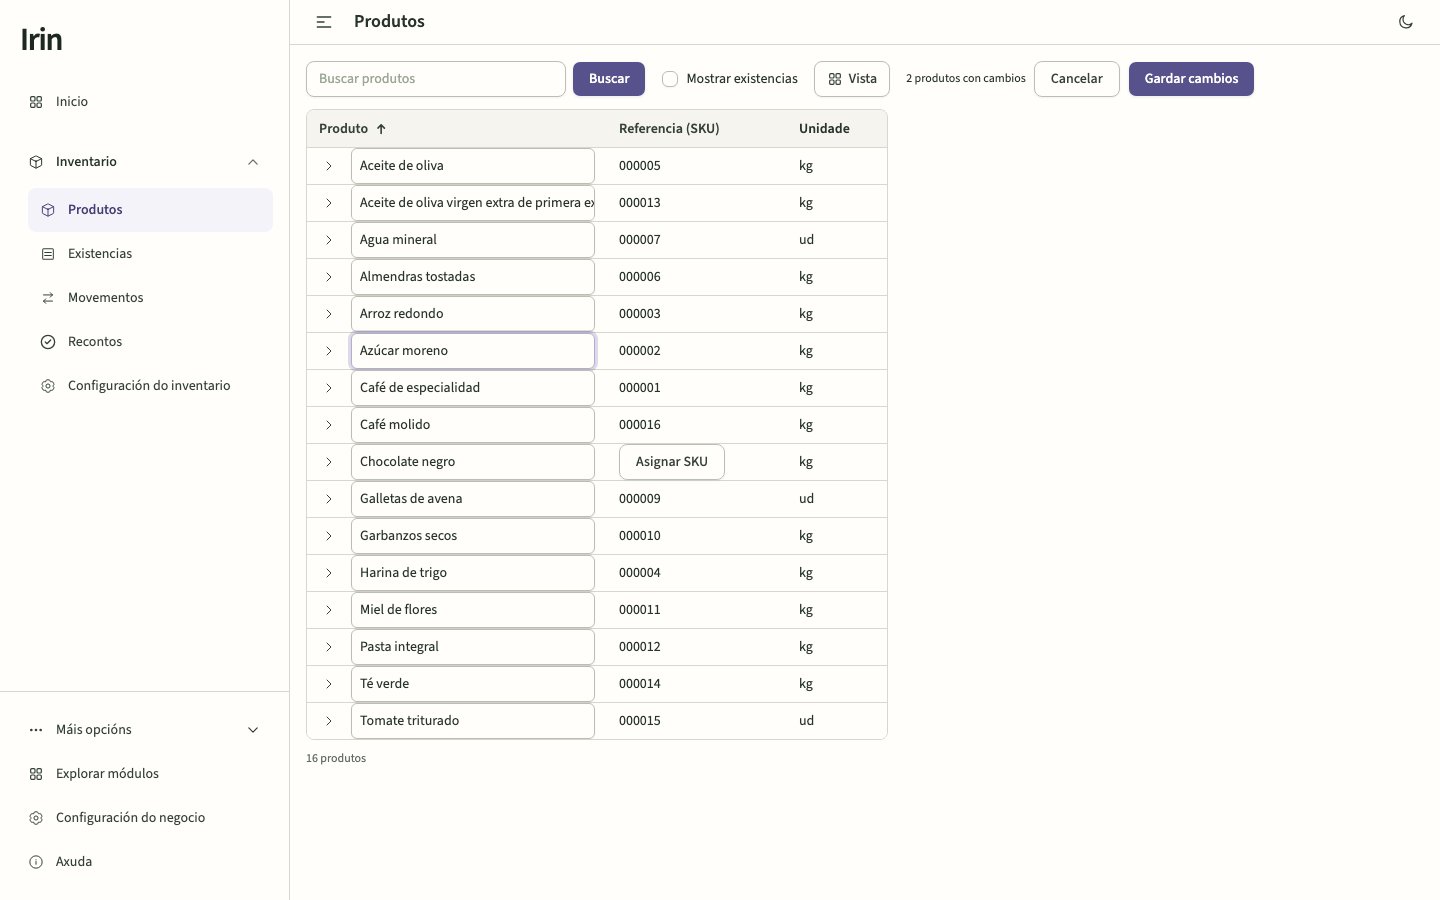 Irin
Inicio
Inventario
Produtos
Existencias
Movementos
Recontos
Configuración do inventario
Máis opcións
Explorar módulos
Configuración do negocio
Axuda
Produtos
Buscar produtos
Buscar
Mostrar existencias
Vista
2 produtos con cambios
Cancelar
Gardar cambios
Produto Referencia (SKU) Unidade
Aceite de oliva 000005 kg
Aceite de oliva virgen extra de primera ex 000013 kg
Agua mineral 000007 ud
Almendras tostadas 000006 kg
Arroz redondo 000003 kg
Azúcar moreno 000002 kg
Café de especialidad 000001 kg
Café molido 000016 kg
Chocolate negro Asignar SKU kg
Galletas de avena 000009 ud
Garbanzos secos 000010 kg
Harina de trigo 000004 kg
Miel de flores 000011 kg
Pasta integral 000012 kg
Té verde 000014 kg
Tomate triturado 000015 ud
16 produtos